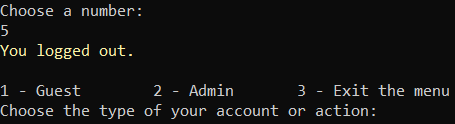 Choose a number:
5
You logged out.
1 - Guest 2 - Admin 3 - Exit the menu
Choose the type of your account or action: